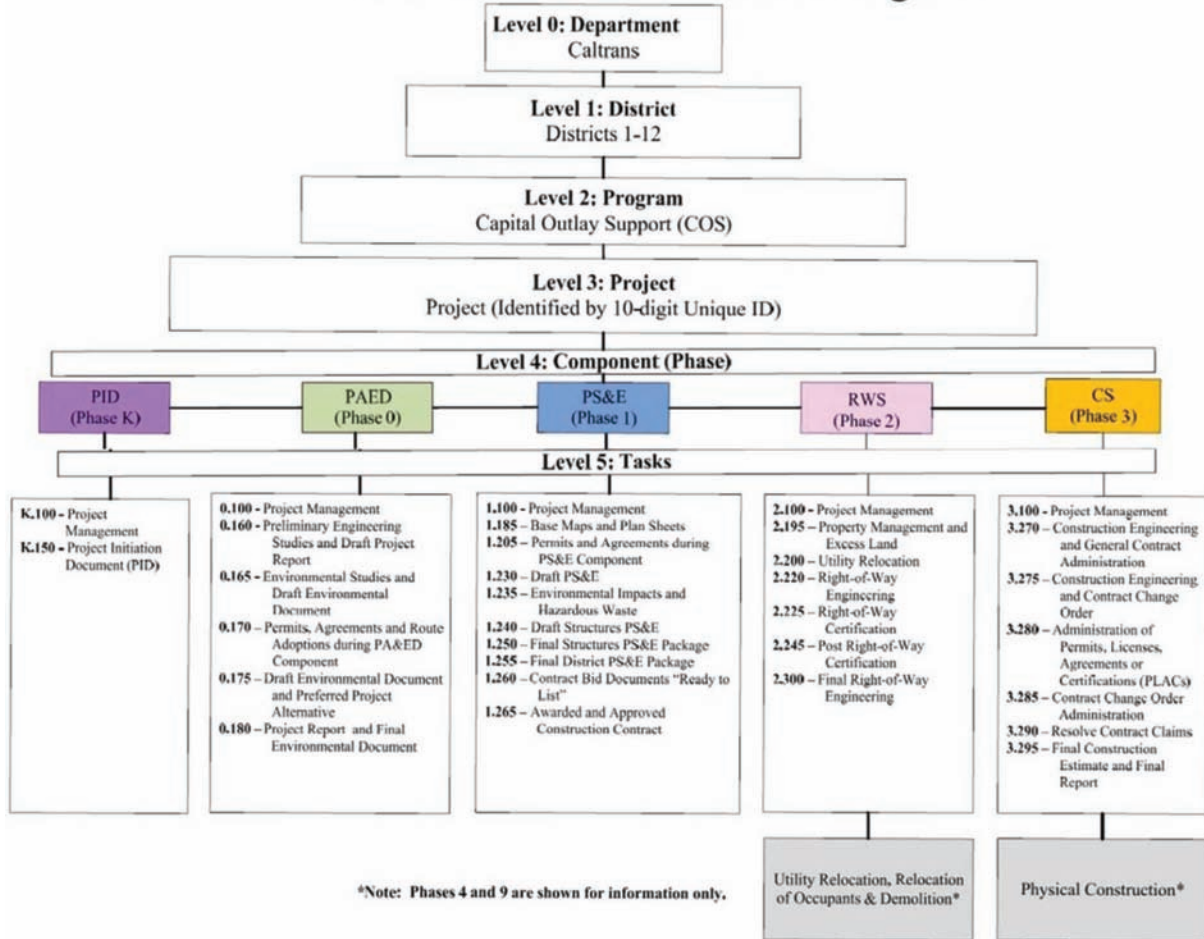 Level 0: Department
Caltrans
Level 1: District
Districts 1-12
Level 2: Program
Capital Outlay Support (COS)
Level 3: Project
Project (Identified by 10-digit Unique ID)
Level 4: Component (Phase)
PID
(Phase K)
PAED
(Phase 0)
PS&E
(Phase 1)
RWS
(Phase 2)
CS
(Phase 3)
Level 5: Tasks
K.100 - Project
Management
K.150 - Project Initiation
Document (PID)
0.100 - Project Management
0.160 - Preliminary Engineering
Studies and Draft Project
Report
0.165 - Environmental Studies and
Draft Environmental
Document
0.170 - Permits, Agreements and Route
Adoptions during PA&ED
Component
0.175 - Draft Environmental Document
and Preferred Project
Alternative
0.180 - Project Report and Final
Environmental Document
1.100 - Project Management
1.185 - Base Maps and Plan Sheets
1.205 - Permits and Agreements during
PS&E Component
1.230 – Draft PS&E
1.235 – Environmental Impacts and
Hazardous Waste
1.240 – Draft Structures PS&E
1.250 – Final Structures PS&E Package
1.255 – Final District PS&E Package
1.260 – Contract Bid Documents “Ready to
List”
1.265 – Awarded and Approved
Construction Contract
2.100 - Project Management
2.195 - Property Management and
Excess Land
2.200 – Utility Relocation
2.220 – Right-of-Way
Engineering
2.225 – Right-of-Way
Certification
2.245 – Post Right-of-Way
Certification
2.300 – Final Right-of-Way
Engineering
3.100 - Project Management
3.270 – Construction Engineering
and General Contract
Administration
3.275 – Construction Engineering
and Contract Change
Order
3.280 – Administration of
Permits, Licenses,
Agreements or
Certifications (PLACs)
3.285 – Contract Change Order
Administration
3.290 – Resolve Contract Claims
3.295 – Final Construction
Estimate and Final
Report
*Note: Phases 4 and 9 are shown for information only.
Utility Relocation, Relocation
of Occupants & Demolition*
Physical Construction*